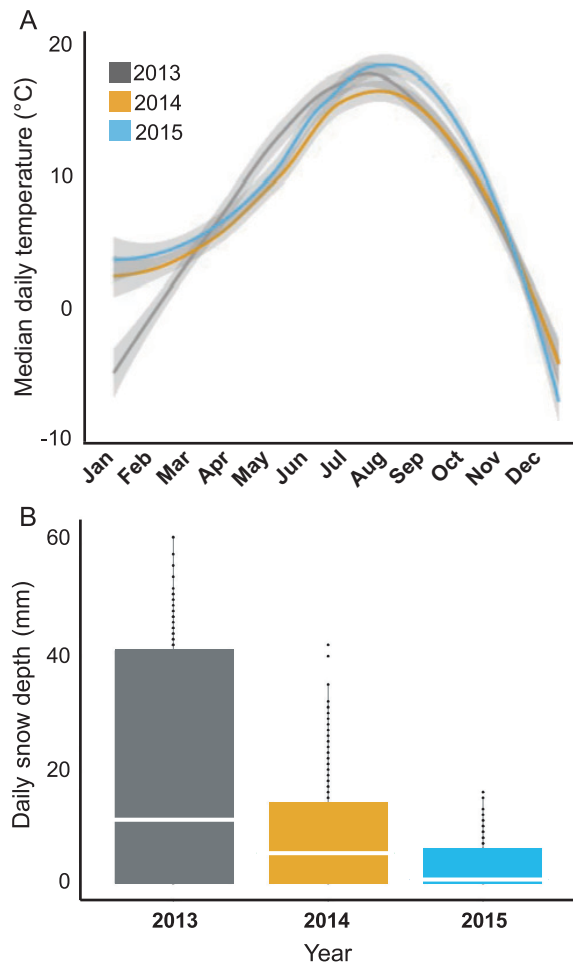 A
Median daily temperature (°C)
20
10
0
-10
2013
2014
2015
Jan
Feb
Mar
Apr
May
Jun
Jul
Aug
Sep
Oct
Nov
Dec
B
Daily snow depth (mm)
60
40
20
0
2013
2014
2015
Year